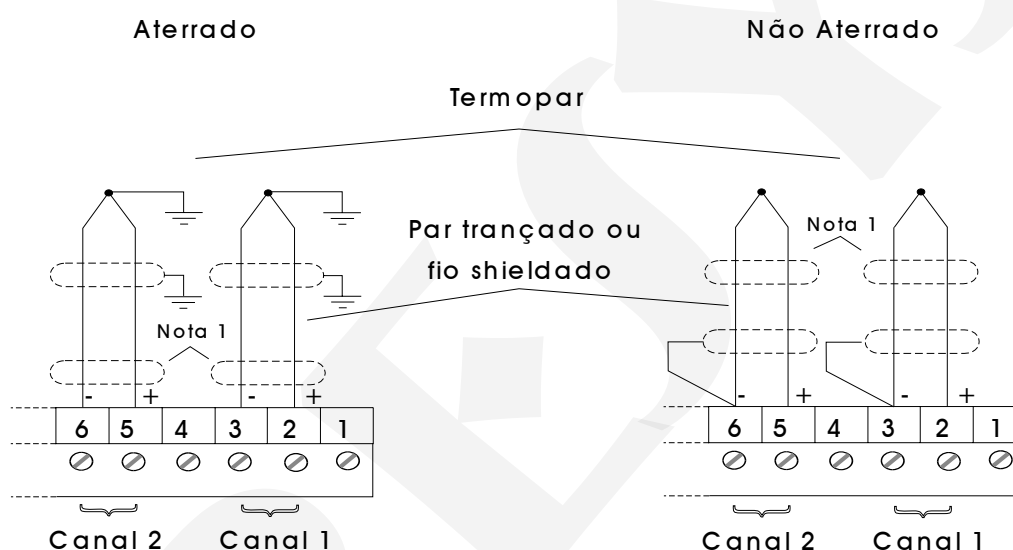 Aterrado
Não Aterrado
Termopar
Par trançado ou
fio shieldado
Nota 1
Nota 1
- + - +
6 5 4 3 2 1
Canal 2 Canal 1
- + - +
6 5 4 3 2 1
Canal 2 Canal 1